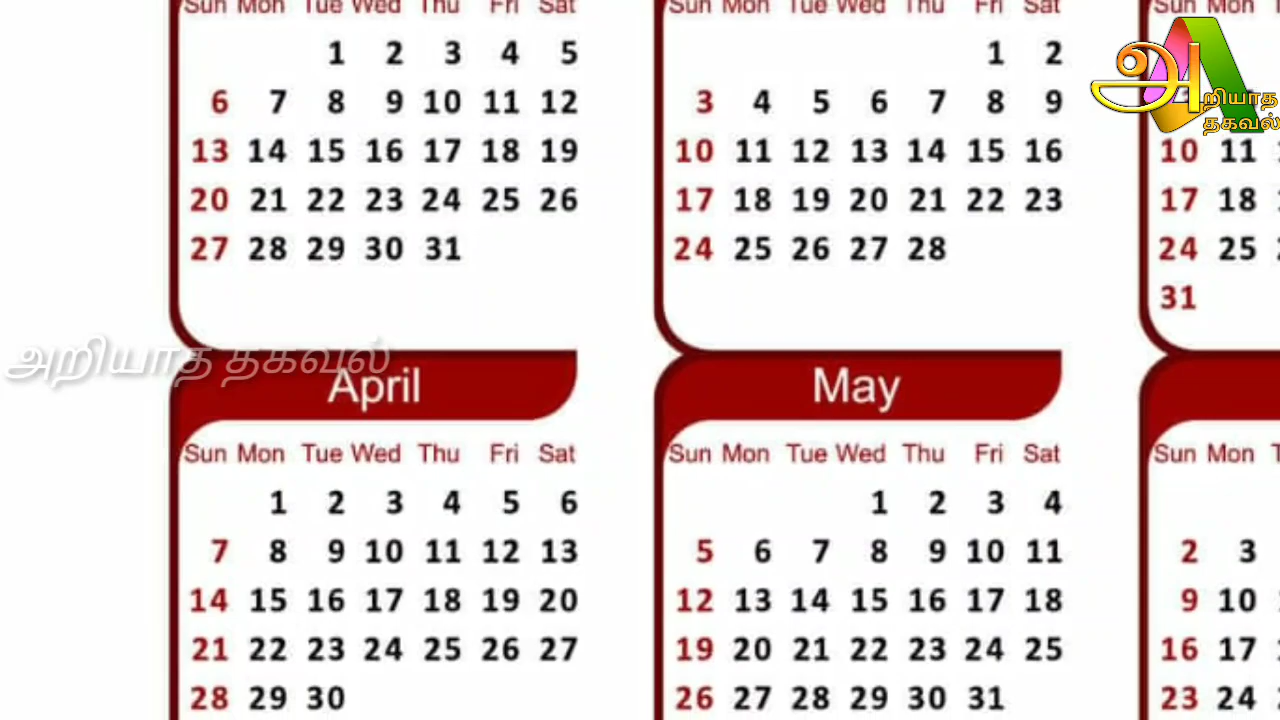 Sun Mon Tue Wed Thu Fri Sat
1 2 3 4 5
6 7 8 9 10 11 12
13 14 15 16 17 18 19
20 21 22 23 24 25 26
27 28 29 30 31
Sun Mon Tue Wed Thu Fri Sat
1 2
3 4 5 6 7 8 9
10 11 12 13 14 15 16
17 18 19 20 21 22 23
24 25 26 27 28
Sun Mon
10 11
17 18
24 25
31
அறியாத
தகவல்
அறியாத தகவல்
April
Sun Mon Tue Wed Thu Fri Sat
1 2 3 4 5 6
7 8 9 10 11 12 13
14 15 16 17 18 19 20
21 22 23 24 25 26 27
28 29 30
May
Sun Mon Tue Wed Thu Fri Sat
1 2 3 4
5 6 7 8 9 10 11
12 13 14 15 16 17 18
19 20 21 22 23 24 25
26 27 28 29 30 31
Sun Mon
2 3
9 10
16 17
23 24